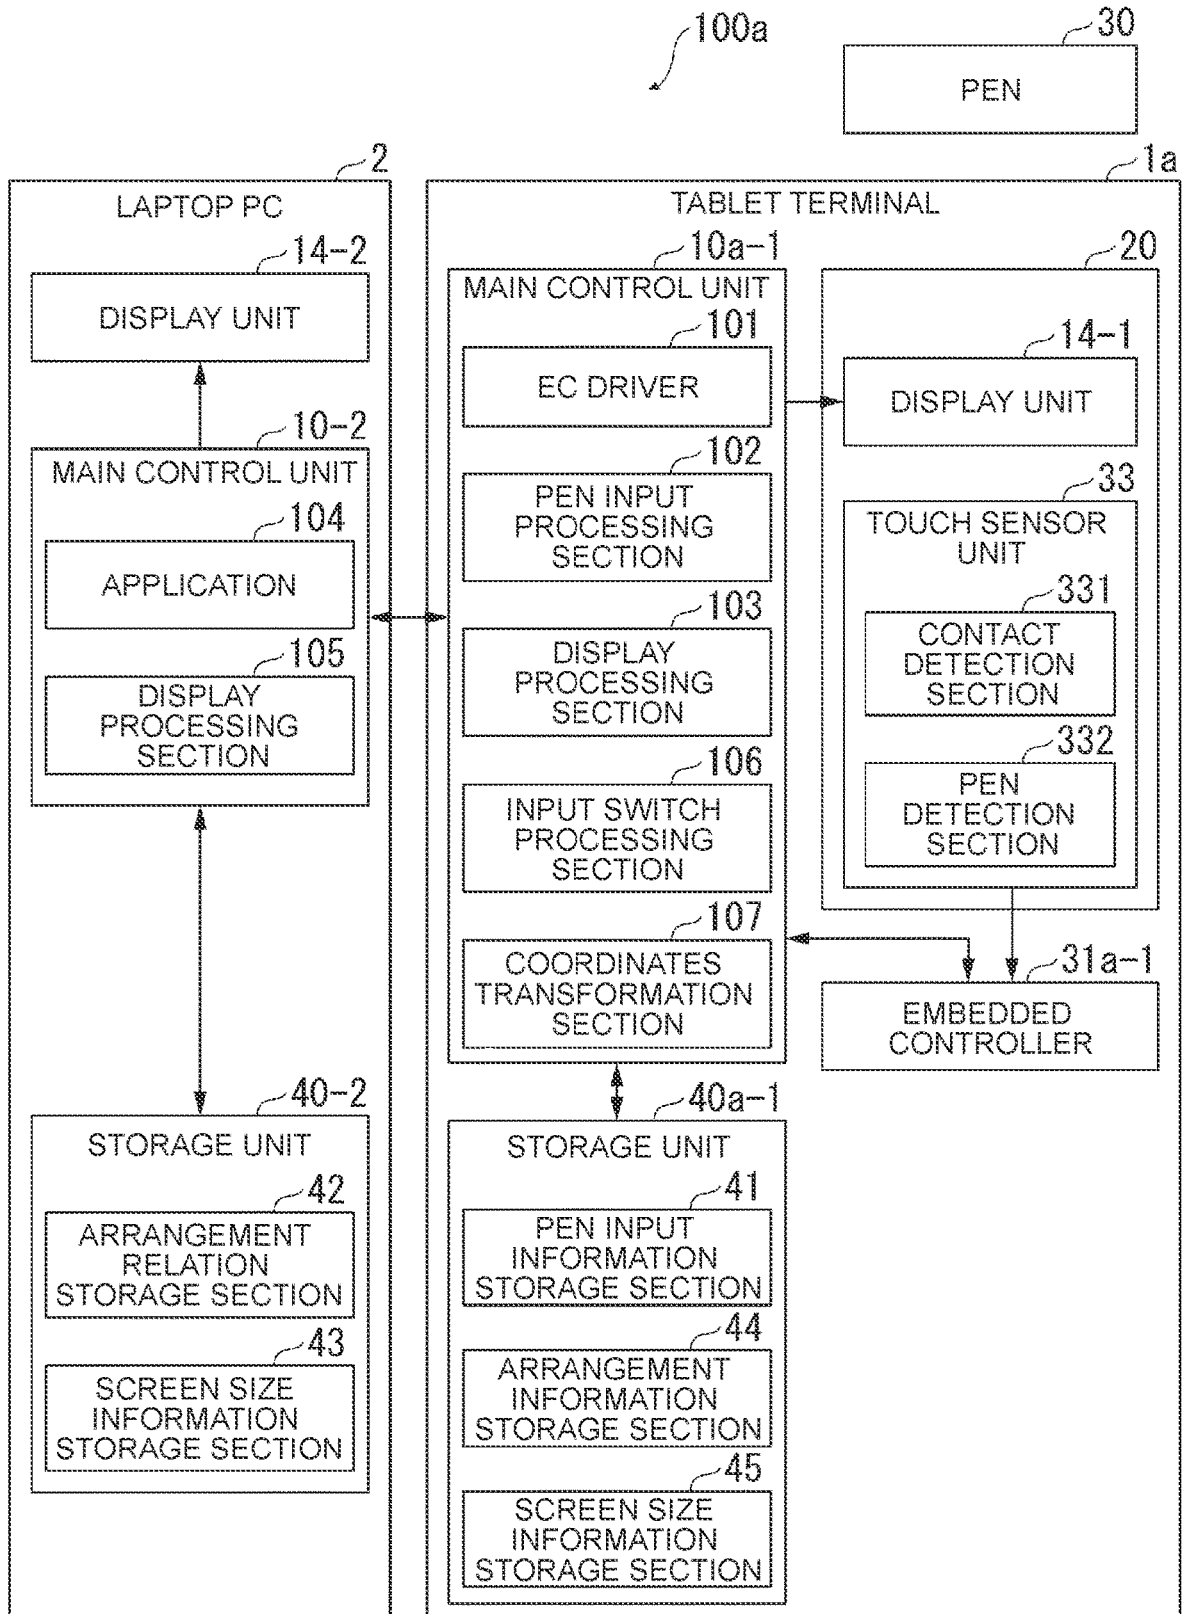 100a
30
PEN
2
LAPTOP PC
14-2
DISPLAY UNIT
10-2
MAIN CONTROL UNIT
104
APPLICATION
105
DISPLAY
PROCESSING
SECTION
40-2
STORAGE UNIT
42
ARRANGEMENT
RELATION
STORAGE SECTION
43
SCREEN SIZE
INFORMATION
STORAGE SECTION
1a
TABLET TERMINAL
10a-1
MAIN CONTROL UNIT
101
EC DRIVER
102
PEN INPUT
PROCESSING
SECTION
103
DISPLAY
PROCESSING
SECTION
106
INPUT SWITCH
PROCESSING
SECTION
107
COORDINATES
TRANSFORMATION
SECTION
40a-1
STORAGE UNIT
41
PEN INPUT
INFORMATION
STORAGE SECTION
44
ARRANGEMENT
INFORMATION
STORAGE SECTION
45
SCREEN SIZE
INFORMATION
STORAGE SECTION
20
14-1
DISPLAY UNIT
33
TOUCH SENSOR
UNIT
331
CONTACT
DETECTION
SECTION
332
PEN
DETECTION
SECTION
31a-1
EMBEDDED
CONTROLLER